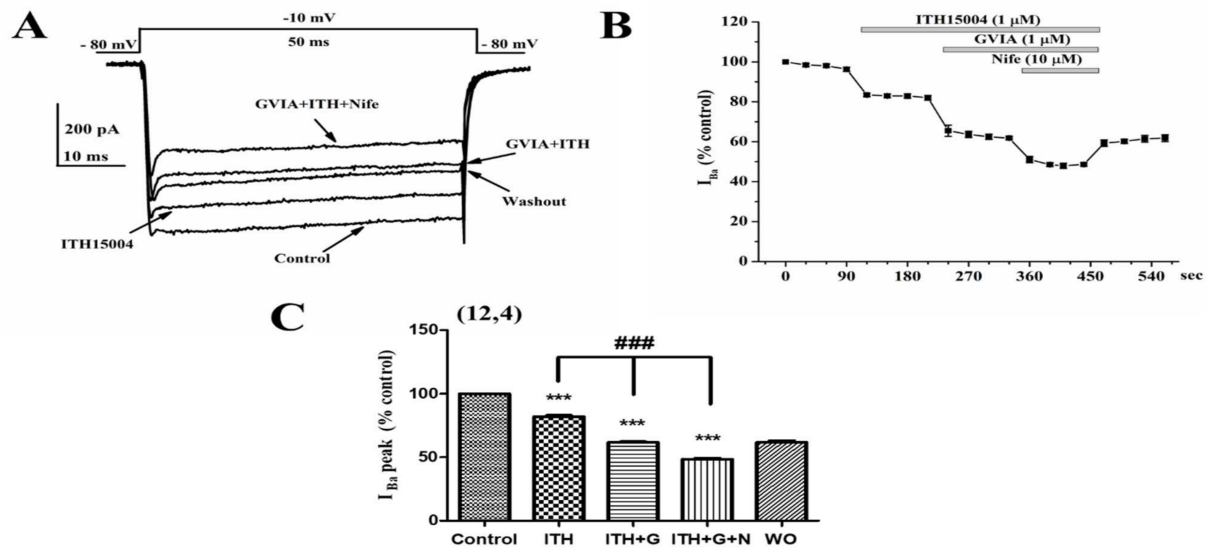 A
-10 mV
- 80 mV
50 ms
- 80 mV
GVIA+ITH+Nife
200 pA
10 ms
GVIA+ITH
Washout
ITH15004
Control
B
ITH15004 (1 µM)
GVIA (1 µM)
Nife (10 µM)
I Ba (% control)
120
100
80
60
40
20
0
0 90 180 270 360 450 540 sec
C
(12,4)
###
I Ba peak (% control)
150
100
50
0
***
***
***
Control ITH ITH+G ITH+G+N WO